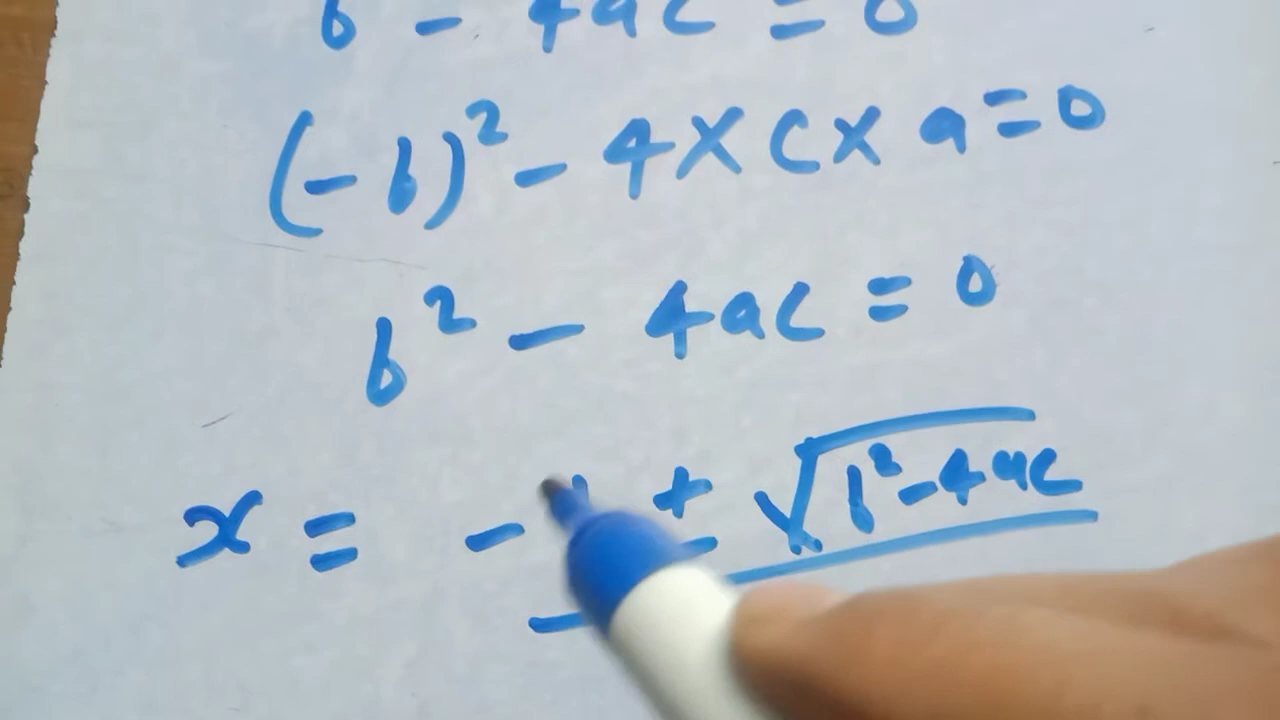 b - 4ac = 0
(-b)² - 4×c×a=0
b² - 4ac = 0
x = - ± √b²-4ac